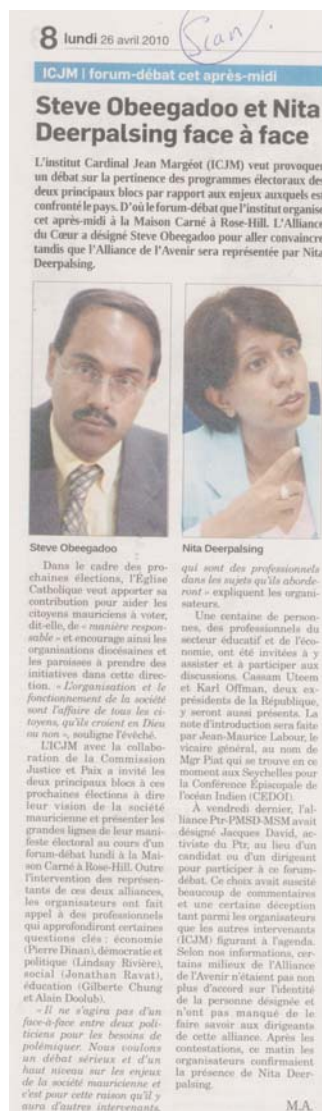 8 lundi 26 avril 2010
Scan.
ICJM | forum-débat cet après-midi
Steve Obeegadoo et Nita
Deerpalsing face à face
L'institut Cardinal Jean Margéot (ICJM) veut provoquer
un débat sur la pertinence des programmes électoraux des
deux principaux blocs par rapport aux enjeux auxquels est
confronté le pays. D'où le forum-débat que l'institut organise
cet après-midi à la Maison Carné à Rose-Hill. L'Alliance
du Cœur a désigné Steve Obeegadoo pour aller convaincre
tandis que l'Alliance de l'Avenir sera représentée par Nita
Deerpalsing.
Steve Obeegadoo
Dans le cadre des pro-
chaines élections, l'Église
Catholique veut apporter sa
contribution pour aider les
citoyens mauriciens à voter,
dit-elle, de « manière respon-
sable » et encourage ainsi les
organisations diocésaines et
les paroisses à prendre des
initiatives dans cette direc-
tion. « L'organisation et le
fonctionnement de la société
sont l'affaire de tous les ci-
toyens, qu'ils croient en Dieu
ou non », souligne l'évêché.
L'ICJM avec la collabo-
ration de la Commission
Justice et Paix a invité les
deux principaux blocs à ces
prochaines élections a dire
leur vision de la société
mauricienne et présenter les
grandes lignes de leur mani-
feste électoral au cours d'un
forum-débat lundi à la Mai-
son Carné à Rose-Hill. Outre
l'intervention des représen-
tants de ces deux alliances,
les organisateurs ont fait
appel à des professionnels
qui approfondiront certaines
questions clés : économie
(Pierre Dinan), démocratie et
politique (Lindsay Rivière),
social (Jonathan Ravat),
éducation (Gilberte Chung
et Alain Doolub).
« Il ne s'agira pas d'un
face-à-face entre deux poli-
ticiens pour les besoins de
polémiquer. Nous voulons
un débat sérieux et d'un
haut niveau sur les enjeux
de la société mauricienne et
c'est pour cette raison qu'il y
aura d'autres intervenants,
Nita Deerpalsing
qui sont des professionnels
dans les sujets qu'ils aborde-
ront » expliquent les organi-
sateurs.
Une centaine de person-
nes, des professionnels du
secteur éducatif et de l'éco-
nomie, ont été invitées à y
assister et à participer aux
discussions. Cassam Uteem
et Karl Offman, deux ex-
présidents de la République,
y seront aussi présents. La
note d'introduction sera faite
par Jean-Maurice Labour, le
vicaire général, au nom de
Mgr Piat qui se trouve en ce
moment aux Seychelles pour
la Conférence Épiscopale de
l'océan Indien (CEDOI).
À vendredi dernier, l'al-
liance Ptr-PMSD-MSM avait
désigné Jacques David, ac-
tiviste du Ptr, au lieu d'un
candidat ou d'un dirigeant
pour participer à ce forum-
débat. Ce choix avait suscité
beaucoup de commentaires
et une certaine déception
tant parmi les organisateurs
que les autres intervenants
(ICJM) figurant à l'agenda.
Selon nos informations, cer-
tains milieux de l'Alliance
de l'Avenir n'étaient pas non
plus d'accord sur l'identité
de la personne désignée et
n'ont pas manqué de le
faire savoir aux dirigeants
de cette alliance. Après les
contestations, ce matin les
organisateurs confirmaient
la présence de Nita Deer-
palsing.
M.A.